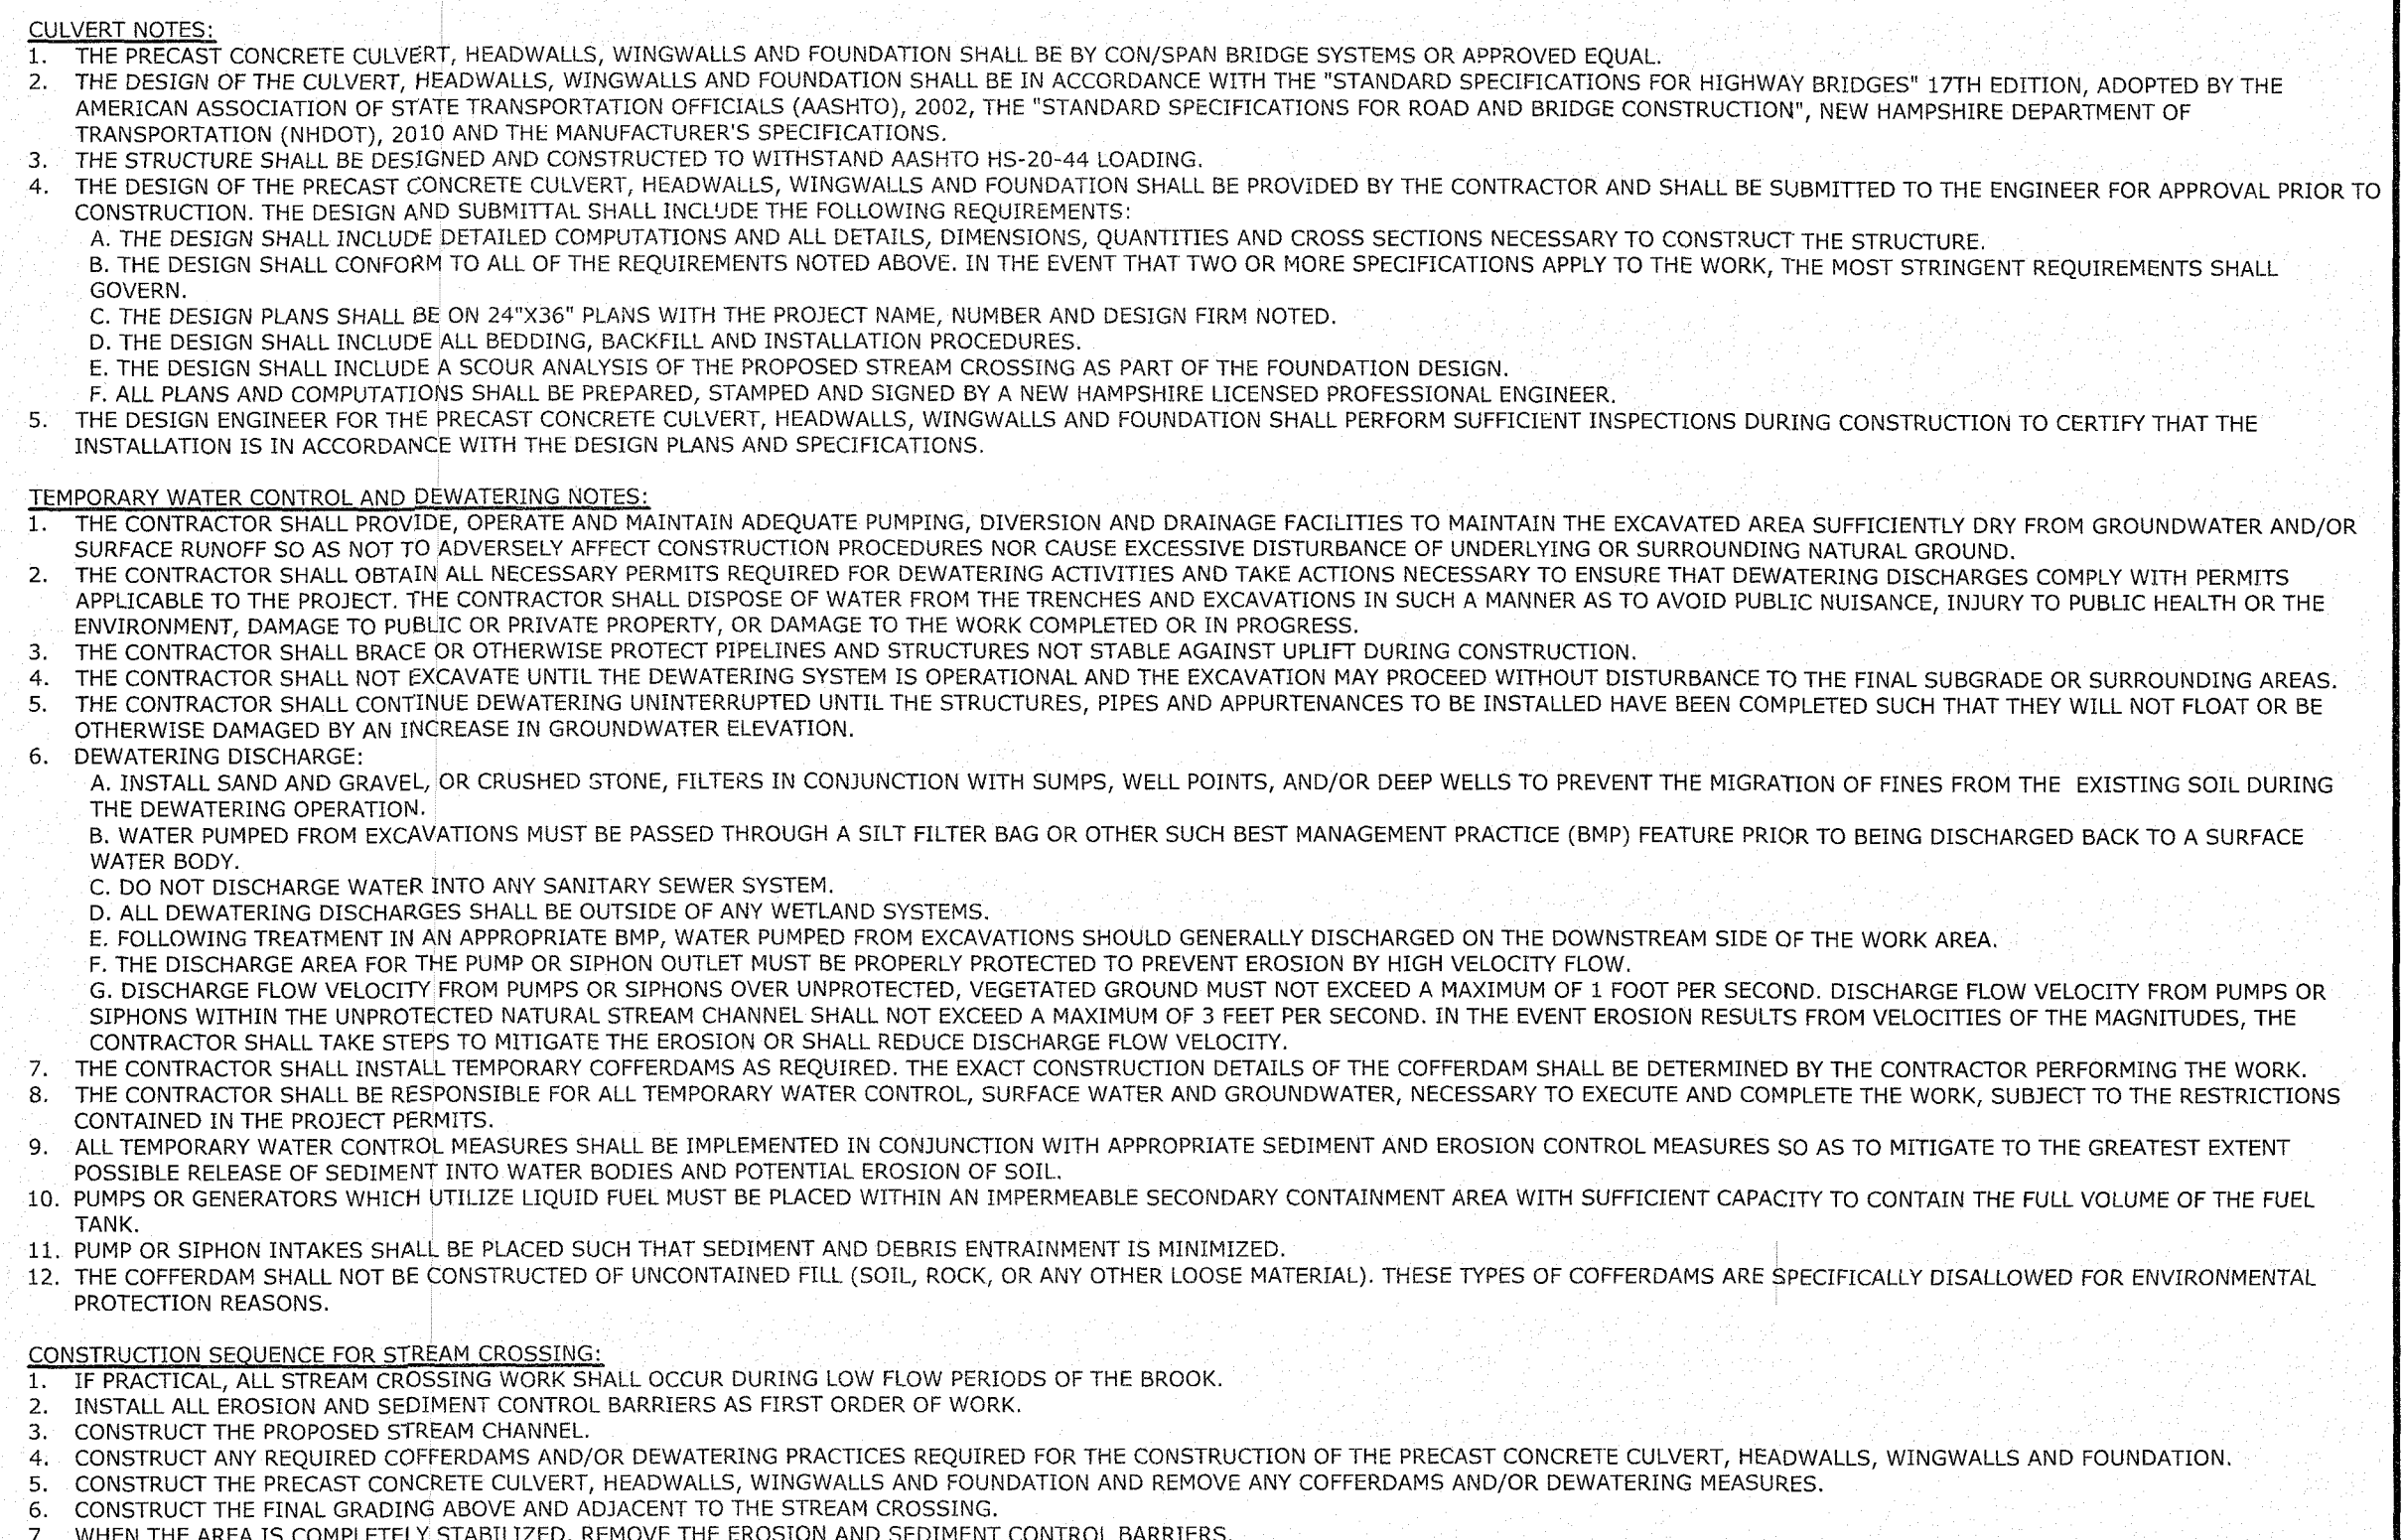 CULVERT NOTES:
1. THE PRECAST CONCRETE CULVERT, HEADWALLS, WINGWALLS AND FOUNDATION SHALL BE BY CON/SPAN BRIDGE SYSTEMS OR APPROVED EQUAL.
2. THE DESIGN OF THE CULVERT, HEADWALLS, WINGWALLS AND FOUNDATION SHALL BE IN ACCORDANCE WITH THE "STANDARD SPECIFICATIONS FOR HIGHWAY BRIDGES" 17TH EDITION, ADOPTED BY THE
AMERICAN ASSOCIATION OF STATE TRANSPORTATION OFFICIALS (AASHTO), 2002, THE "STANDARD SPECIFICATIONS FOR ROAD AND BRIDGE CONSTRUCTION", NEW HAMPSHIRE DEPARTMENT OF
TRANSPORTATION (NHDOT), 2010 AND THE MANUFACTURER'S SPECIFICATIONS.
3. THE STRUCTURE SHALL BE DESIGNED AND CONSTRUCTED TO WITHSTAND AASHTO HS-20-44 LOADING.
4. THE DESIGN OF THE PRECAST CONCRETE CULVERT, HEADWALLS, WINGWALLS AND FOUNDATION SHALL BE PROVIDED BY THE CONTRACTOR AND SHALL BE SUBMITTED TO THE ENGINEER FOR APPROVAL PRIOR TO
CONSTRUCTION. THE DESIGN AND SUBMITTAL SHALL INCLUDE THE FOLLOWING REQUIREMENTS:
A. THE DESIGN SHALL INCLUDE DETAILED COMPUTATIONS AND ALL DETAILS, DIMENSIONS, QUANTITIES AND CROSS SECTIONS NECESSARY TO CONSTRUCT THE STRUCTURE.
B. THE DESIGN SHALL CONFORM TO ALL OF THE REQUIREMENTS NOTED ABOVE. IN THE EVENT THAT TWO OR MORE SPECIFICATIONS APPLY TO THE WORK, THE MOST STRINGENT REQUIREMENTS SHALL
GOVERN.
C. THE DESIGN PLANS SHALL BE ON 24"X36" PLANS WITH THE PROJECT NAME, NUMBER AND DESIGN FIRM NOTED.
D. THE DESIGN SHALL INCLUDE ALL BEDDING, BACKFILL AND INSTALLATION PROCEDURES.
E. THE DESIGN SHALL INCLUDE A SCOUR ANALYSIS OF THE PROPOSED STREAM CROSSING AS PART OF THE FOUNDATION DESIGN.
F. ALL PLANS AND COMPUTATIONS SHALL BE PREPARED, STAMPED AND SIGNED BY A NEW HAMPSHIRE LICENSED PROFESSIONAL ENGINEER.
5. THE DESIGN ENGINEER FOR THE PRECAST CONCRETE CULVERT, HEADWALLS, WINGWALLS AND FOUNDATION SHALL PERFORM SUFFICIENT INSPECTIONS DURING CONSTRUCTION TO CERTIFY THAT THE
INSTALLATION IS IN ACCORDANCE WITH THE DESIGN PLANS AND SPECIFICATIONS.
TEMPORARY WATER CONTROL AND DEWATERING NOTES:
1. THE CONTRACTOR SHALL PROVIDE, OPERATE AND MAINTAIN ADEQUATE PUMPING, DIVERSION AND DRAINAGE FACILITIES TO MAINTAIN THE EXCAVATED AREA SUFFICIENTLY DRY FROM GROUNDWATER AND/OR
SURFACE RUNOFF SO AS NOT TO ADVERSELY AFFECT CONSTRUCTION PROCEDURES NOR CAUSE EXCESSIVE DISTURBANCE OF UNDERLYING OR SURROUNDING NATURAL GROUND.
2. THE CONTRACTOR SHALL OBTAIN ALL NECESSARY PERMITS REQUIRED FOR DEWATERING ACTIVITIES AND TAKE ACTIONS NECESSARY TO ENSURE THAT DEWATERING DISCHARGES COMPLY WITH PERMITS
APPLICABLE TO THE PROJECT. THE CONTRACTOR SHALL DISPOSE OF WATER FROM THE TRENCHES AND EXCAVATIONS IN SUCH A MANNER AS TO AVOID PUBLIC NUISANCE, INJURY TO PUBLIC HEALTH OR THE
ENVIRONMENT, DAMAGE TO PUBLIC OR PRIVATE PROPERTY, OR DAMAGE TO THE WORK COMPLETED OR IN PROGRESS.
3. THE CONTRACTOR SHALL BRACE OR OTHERWISE PROTECT PIPELINES AND STRUCTURES NOT STABLE AGAINST UPLIFT DURING CONSTRUCTION.
4. THE CONTRACTOR SHALL NOT EXCAVATE UNTIL THE DEWATERING SYSTEM IS OPERATIONAL AND THE EXCAVATION MAY PROCEED WITHOUT DISTURBANCE TO THE FINAL SUBGRADE OR SURROUNDING AREAS.
5. THE CONTRACTOR SHALL CONTINUE DEWATERING UNINTERRUPTED UNTIL THE STRUCTURES, PIPES AND APPURTENANCES TO BE INSTALLED HAVE BEEN COMPLETED SUCH THAT THEY WILL NOT FLOAT OR BE
OTHERWISE DAMAGED BY AN INCREASE IN GROUNDWATER ELEVATION.
6. DEWATERING DISCHARGE:
A. INSTALL SAND AND GRAVEL, OR CRUSHED STONE, FILTERS IN CONJUNCTION WITH SUMPS, WELL POINTS, AND/OR DEEP WELLS TO PREVENT THE MIGRATION OF FINES FROM THE EXISTING SOIL DURING
THE DEWATERING OPERATION.
B. WATER PUMPED FROM EXCAVATIONS MUST BE PASSED THROUGH A SILT FILTER BAG OR OTHER SUCH BEST MANAGEMENT PRACTICE (BMP) FEATURE PRIOR TO BEING DISCHARGED BACK TO A SURFACE
WATER BODY.
C. DO NOT DISCHARGE WATER INTO ANY SANITARY SEWER SYSTEM.
D. ALL DEWATERING DISCHARGES SHALL BE OUTSIDE OF ANY WETLAND SYSTEMS.
E. FOLLOWING TREATMENT IN AN APPROPRIATE BMP, WATER PUMPED FROM EXCAVATIONS SHOULD GENERALLY DISCHARGED ON THE DOWNSTREAM SIDE OF THE WORK AREA.
F. THE DISCHARGE AREA FOR THE PUMP OR SIPHON OUTLET MUST BE PROPERLY PROTECTED TO PREVENT EROSION BY HIGH VELOCITY FLOW.
G. DISCHARGE FLOW VELOCITY FROM PUMPS OR SIPHONS OVER UNPROTECTED, VEGETATED GROUND MUST NOT EXCEED A MAXIMUM OF 1 FOOT PER SECOND. DISCHARGE FLOW VELOCITY FROM PUMPS OR
SIPHONS WITHIN THE UNPROTECTED NATURAL STREAM CHANNEL SHALL NOT EXCEED A MAXIMUM OF 3 FEET PER SECOND. IN THE EVENT EROSION RESULTS FROM VELOCITIES OF THE MAGNITUDES, THE
CONTRACTOR SHALL TAKE STEPS TO MITIGATE THE EROSION OR SHALL REDUCE DISCHARGE FLOW VELOCITY.
7. THE CONTRACTOR SHALL INSTALL TEMPORARY COFFERDAMS AS REQUIRED. THE EXACT CONSTRUCTION DETAILS OF THE COFFERDAM SHALL BE DETERMINED BY THE CONTRACTOR PERFORMING THE WORK.
8. THE CONTRACTOR SHALL BE RESPONSIBLE FOR ALL TEMPORARY WATER CONTROL, SURFACE WATER AND GROUNDWATER, NECESSARY TO EXECUTE AND COMPLETE THE WORK, SUBJECT TO THE RESTRICTIONS
CONTAINED IN THE PROJECT PERMITS.
9. ALL TEMPORARY WATER CONTROL MEASURES SHALL BE IMPLEMENTED IN CONJUNCTION WITH APPROPRIATE SEDIMENT AND EROSION CONTROL MEASURES SO AS TO MITIGATE TO THE GREATEST EXTENT
POSSIBLE RELEASE OF SEDIMENT INTO WATER BODIES AND POTENTIAL EROSION OF SOIL.
10. PUMPS OR GENERATORS WHICH UTILIZE LIQUID FUEL MUST BE PLACED WITHIN AN IMPERMEABLE SECONDARY CONTAINMENT AREA WITH SUFFICIENT CAPACITY TO CONTAIN THE FULL VOLUME OF THE FUEL
TANK.
11. PUMP OR SIPHON INTAKES SHALL BE PLACED SUCH THAT SEDIMENT AND DEBRIS ENTRAINMENT IS MINIMIZED.
12. THE COFFERDAM SHALL NOT BE CONSTRUCTED OF UNCONTAINED FILL (SOIL, ROCK, OR ANY OTHER LOOSE MATERIAL). THESE TYPES OF COFFERDAMS ARE SPECIFICALLY DISALLOWED FOR ENVIRONMENTAL
PROTECTION REASONS.
CONSTRUCTION SEQUENCE FOR STREAM CROSSING:
1. IF PRACTICAL, ALL STREAM CROSSING WORK SHALL OCCUR DURING LOW FLOW PERIODS OF THE BROOK.
2. INSTALL ALL EROSION AND SEDIMENT CONTROL BARRIERS AS FIRST ORDER OF WORK.
3. CONSTRUCT THE PROPOSED STREAM CHANNEL.
4. CONSTRUCT ANY REQUIRED COFFERDAMS AND/OR DEWATERING PRACTICES REQUIRED FOR THE CONSTRUCTION OF THE PRECAST CONCRETE CULVERT, HEADWALLS, WINGWALLS AND FOUNDATION.
5. CONSTRUCT THE PRECAST CONCRETE CULVERT, HEADWALLS, WINGWALLS AND FOUNDATION AND REMOVE ANY COFFERDAMS AND/OR DEWATERING MEASURES.
6. CONSTRUCT THE FINAL GRADING ABOVE AND ADJACENT TO THE STREAM CROSSING.
7. WHEN THE AREA IS COMPLETELY STABILIZED, REMOVE THE EROSION AND SEDIMENT CONTROL BARRIERS.